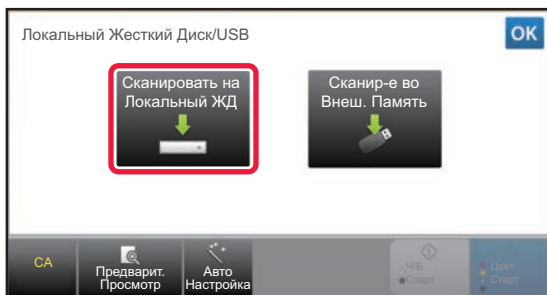 Локальный Жесткий Диск/USB
OK
Сканировать на
Локальный ЖД
Сканир-е во
Внеш. Память
CA
Предварит.
Просмотр
Авто
Настройка
Ч/Б
Старт
Цвет
Старт